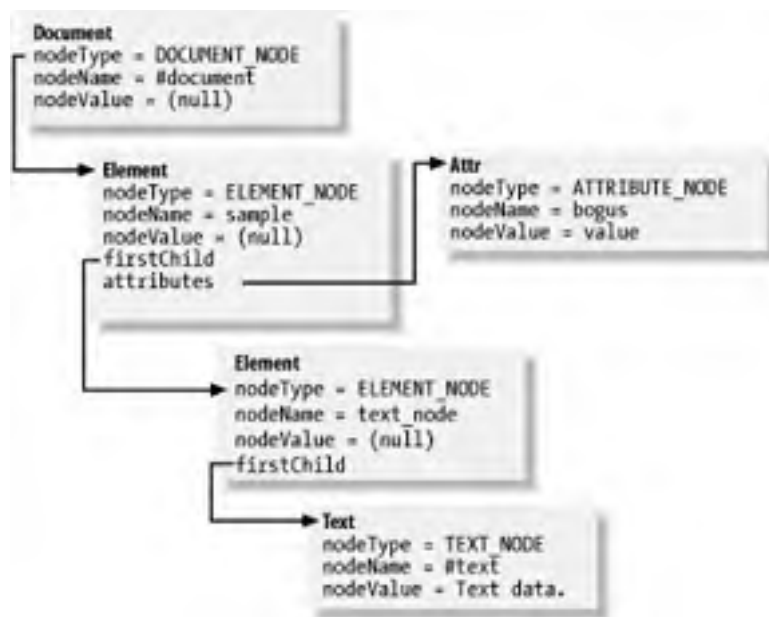 Document
nodeType = DOCUMENT_NODE
nodeName = #document
nodeValue = (null)
Element
nodeType = ELEMENT_NODE
nodeName = sample
nodeValue = (null)
firstChild
attributes
Attr
nodeType = ATTRIBUTE_NODE
nodeName = bogus
nodeValue = value
Element
nodeType = ELEMENT_NODE
nodeName = text_node
nodeValue = (null)
firstChild
Text
nodeType = TEXT_NODE
nodeName = #text
nodeValue = Text data.